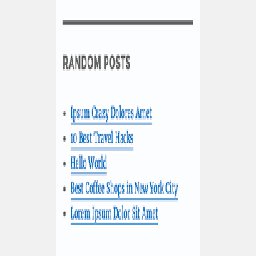 RANDOM POSTS
Ipsum Crazy Dolores Amet
10 Best Travel Hacks
Hello World
Best Coffee Shops in New York City
Lorem Ipsum Dolor Sit Amet